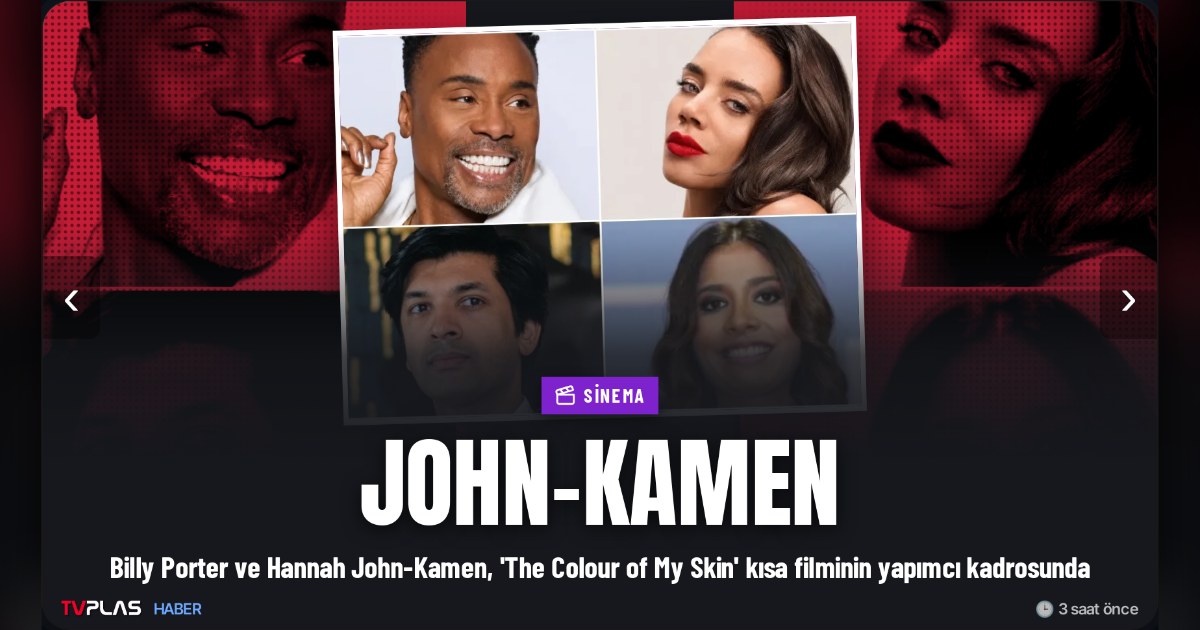 SİNEMA
JOHN-KAMEN
Billy Porter ve Hannah John-Kamen, 'The Colour of My Skin' kısa filminin yapımcı kadrosunda
TVPLAS HABER
3 saat önce